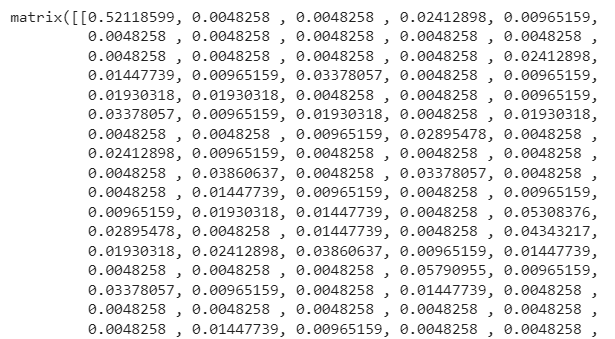 matrix([[0.52118599, 0.0048258 , 0.0048258 , 0.02412898, 0.00965159,
0.0048258 , 0.0048258 , 0.0048258 , 0.0048258 , 0.0048258 ,
0.0048258 , 0.0048258 , 0.0048258 , 0.0048258 , 0.02412898,
0.01447739, 0.00965159, 0.03378057, 0.0048258 , 0.00965159,
0.01930318, 0.01930318, 0.0048258 , 0.0048258 , 0.00965159,
0.03378057, 0.00965159, 0.01930318, 0.0048258 , 0.01930318,
0.0048258 , 0.0048258 , 0.00965159, 0.02895478, 0.0048258 ,
0.02412898, 0.00965159, 0.0048258 , 0.0048258 , 0.0048258 ,
0.0048258 , 0.03860637, 0.0048258 , 0.03378057, 0.0048258 ,
0.0048258 , 0.01447739, 0.00965159, 0.0048258 , 0.00965159,
0.00965159, 0.01930318, 0.01447739, 0.0048258 , 0.05308376,
0.02895478, 0.0048258 , 0.01447739, 0.0048258 , 0.04343217,
0.01930318, 0.02412898, 0.03860637, 0.00965159, 0.01447739,
0.0048258 , 0.0048258 , 0.0048258 , 0.05790955, 0.00965159,
0.03378057, 0.00965159, 0.0048258 , 0.01447739, 0.0048258 ,
0.0048258 , 0.0048258 , 0.0048258 , 0.0048258 , 0.0048258 ,
0.0048258 , 0.01447739, 0.00965159, 0.0048258 , 0.0048258 ,